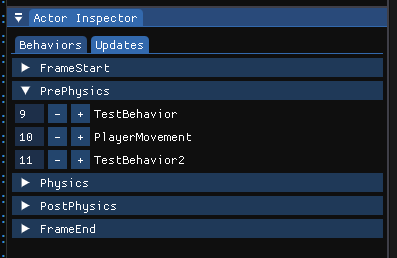 Actor Inspector
Behaviors Updates
FrameStart
PrePhysics
9 - + TestBehavior
10 - + PlayerMovement
11 - + TestBehavior2
Physics
PostPhysics
FrameEnd